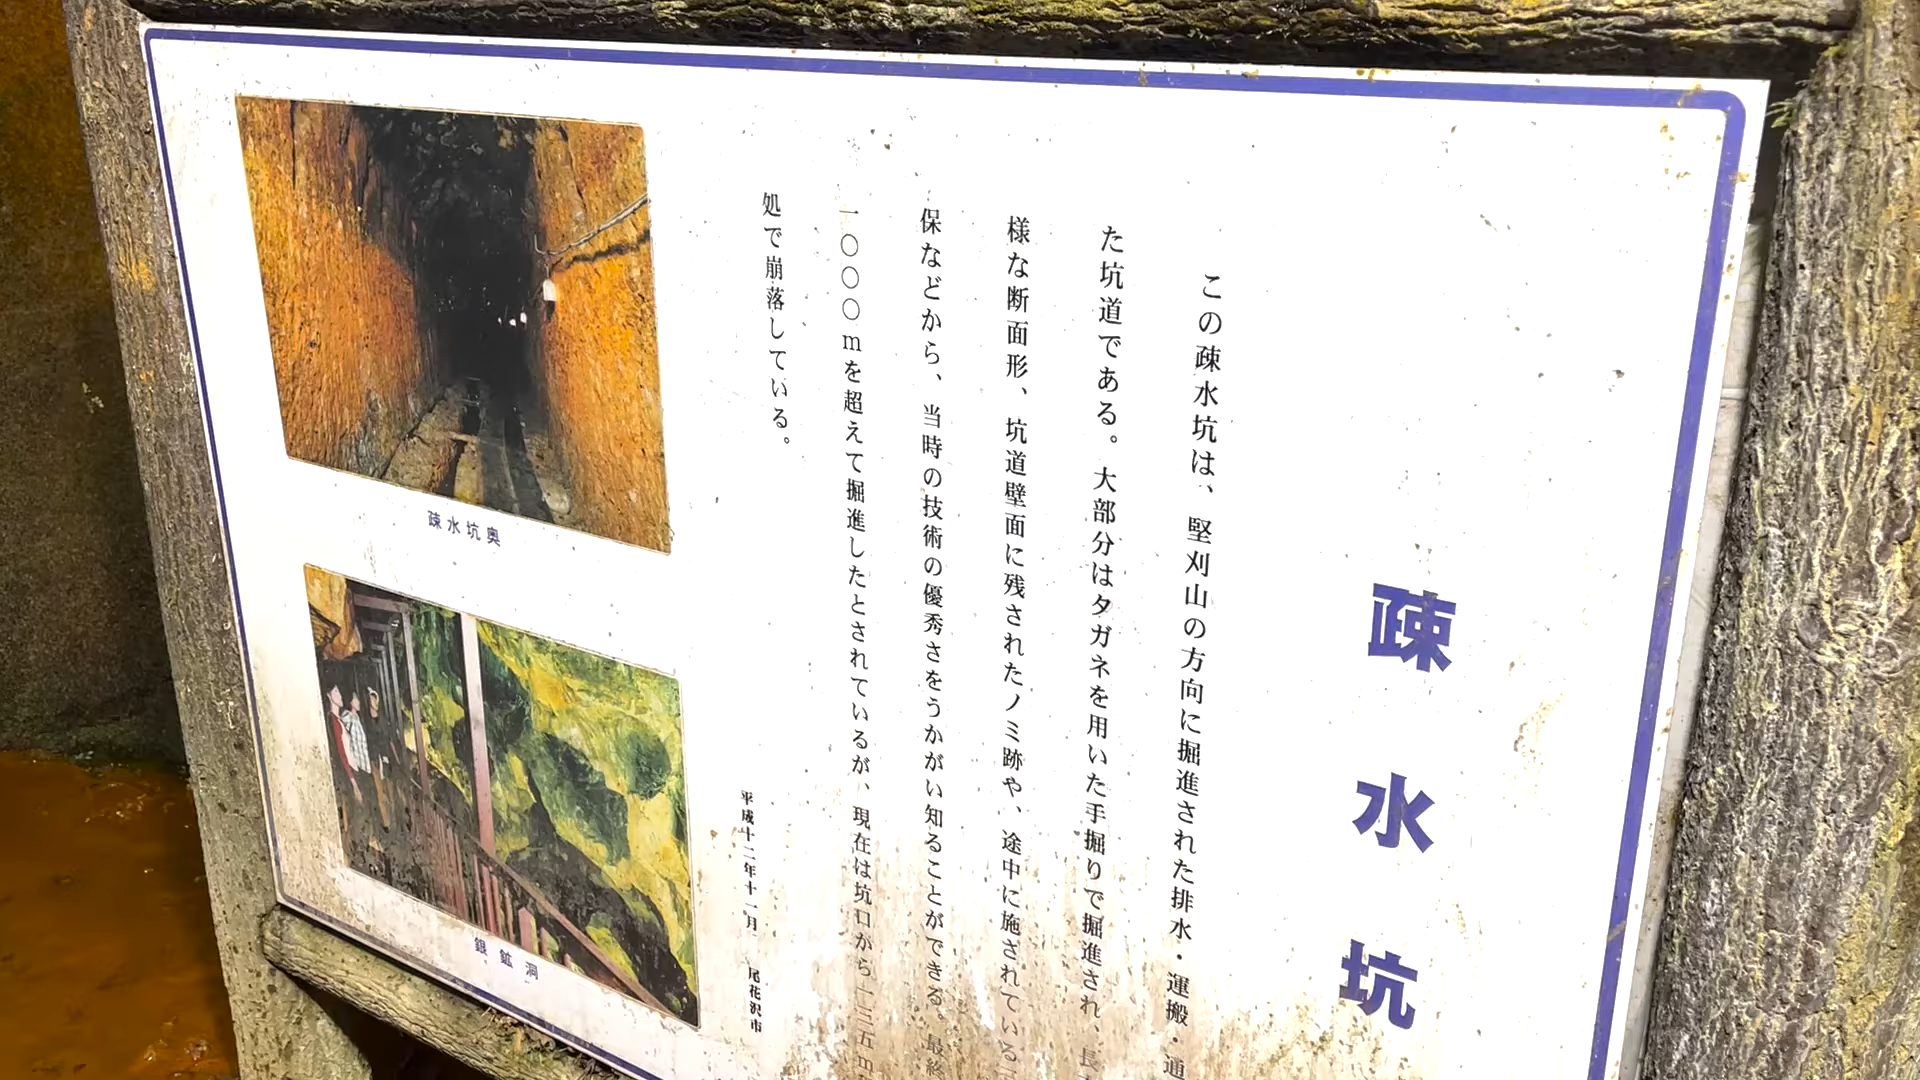 疎水坑
この疎水坑は、堅刈山の方向に掘進された排水・運搬・通
た坑道である。大部分はタガネを用いた手掘りで掘進され、長
様な断面形、坑道壁面に残されたノミ跡や、途中に施されている
保などから、当時の技術の優秀さをうかがい知ることができる。最終
一〇〇〇mを超えて掘進したとされているが、現在は坑口から一三五m
処で崩落している。
平成十二年十一月 尾花沢市
疎水坑奥
銀鉱洞